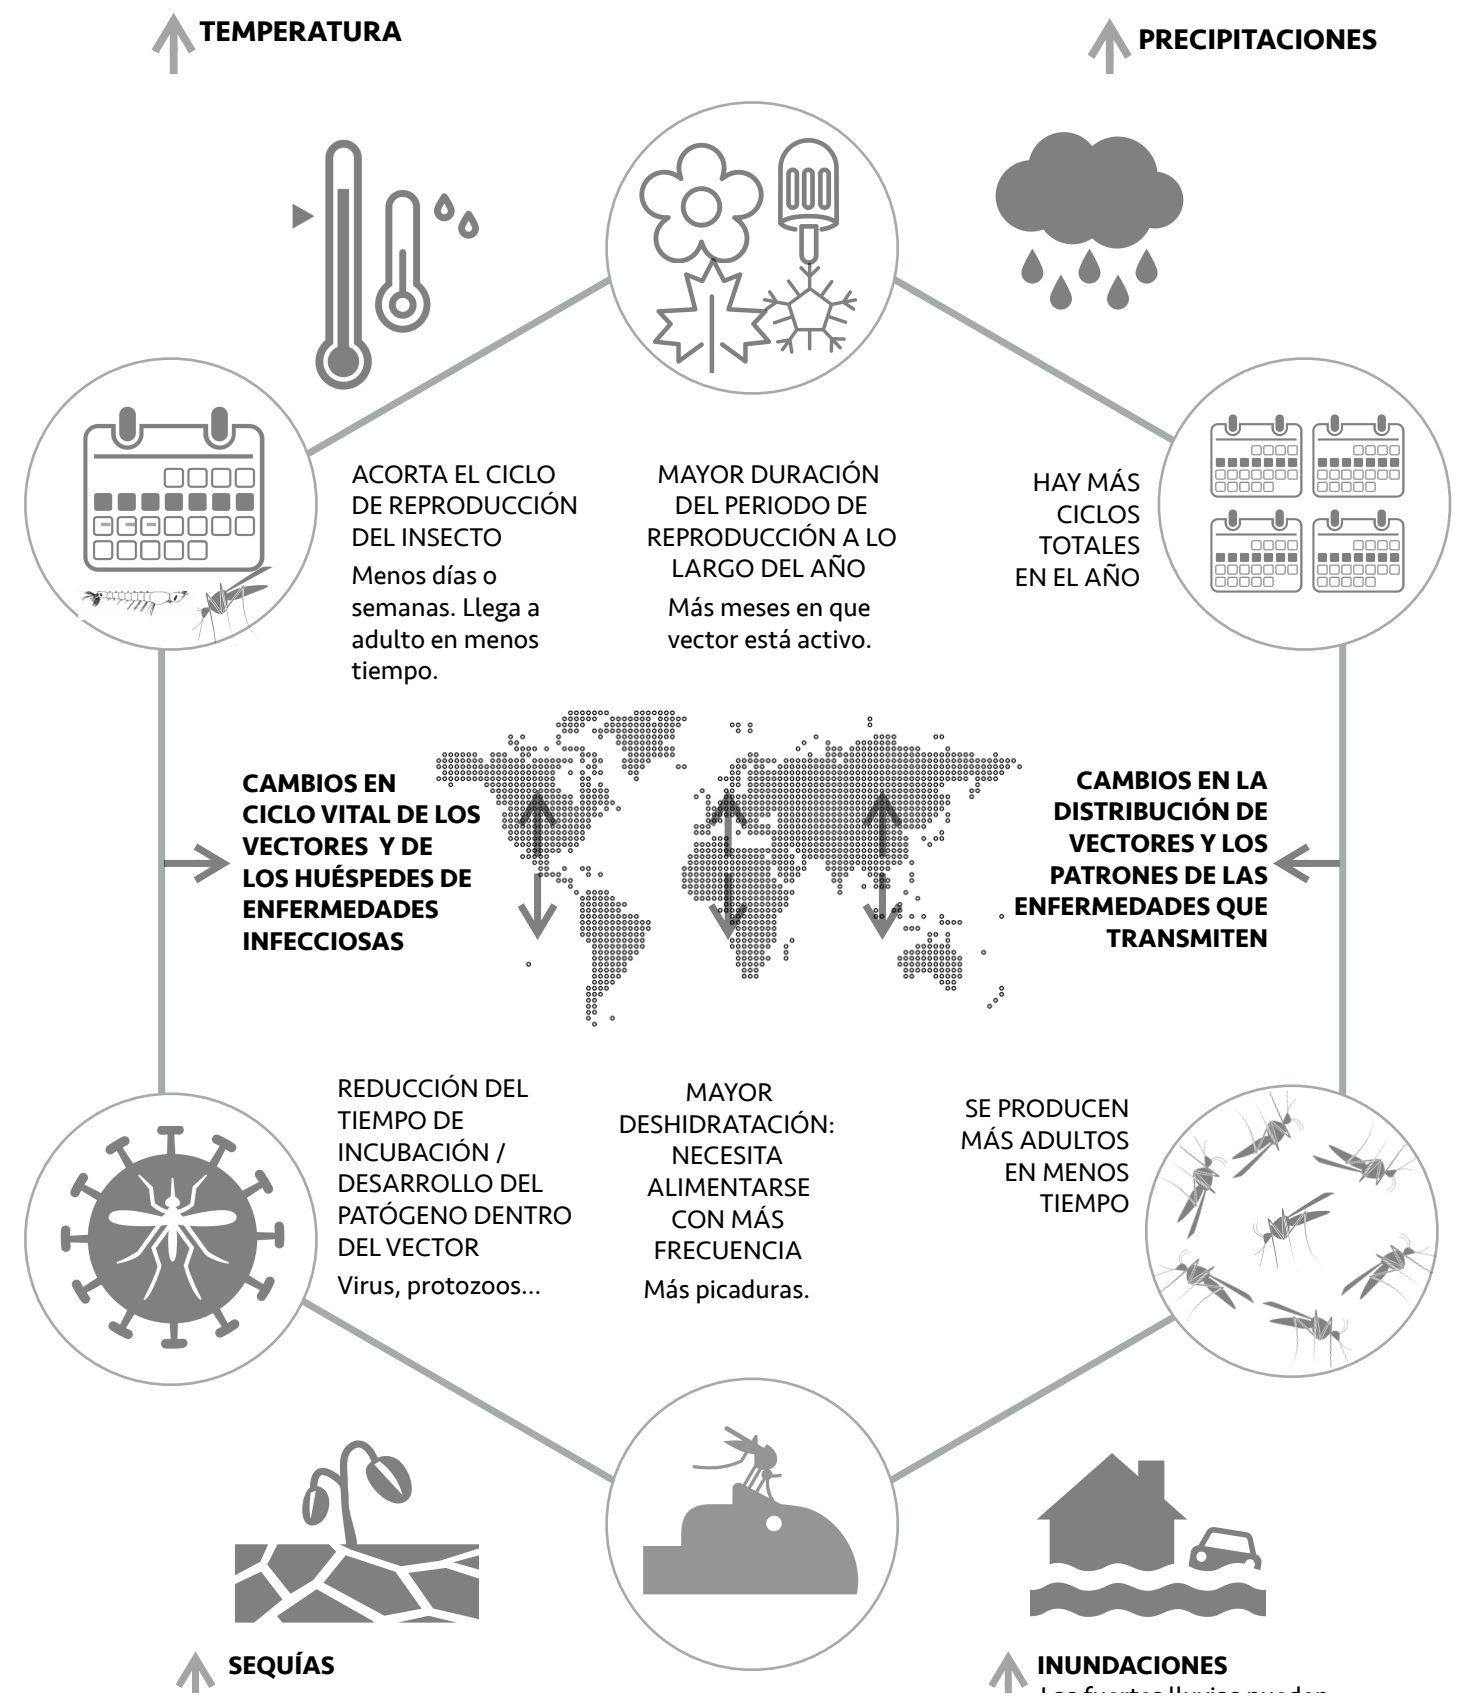 TEMPERATURA
PRECIPITACIONES
ACORTA EL CICLO
DE REPRODUCCIÓN
DEL INSECTO
Menos días o
semanas. Llega a
adulto en menos
tiempo.
MAYOR DURACIÓN
DEL PERIODO DE
REPRODUCCIÓN A LO
LARGO DEL AÑO
Más meses en que
vector está activo.
HAY MÁS
CICLOS
TOTALES
EN EL AÑO
CAMBIOS EN
CICLO VITAL DE LOS
VECTORES Y DE
LOS HUÉSPEDES DE
ENFERMEDADES
INFECCIOSAS
CAMBIOS EN LA
DISTRIBUCIÓN DE
VECTORES Y LOS
PATRONES DE LAS
ENFERMEDADES QUE
TRANSMITEN
REDUCCIÓN DEL
TIEMPO DE
INCUBACIÓN /
DESARROLLO DEL
PATÓGENO DENTRO
DEL VECTOR
Virus, protozoos...
MAYOR
DESHIDRATACIÓN:
NECESITA
ALIMENTARSE
CON MÁS
FRECUENCIA
Más picaduras.
SE PRODUCEN
MÁS ADULTOS
EN MENOS
TIEMPO
SEQUÍAS
INUNDACIONES
Las fuertes lluvias pueden